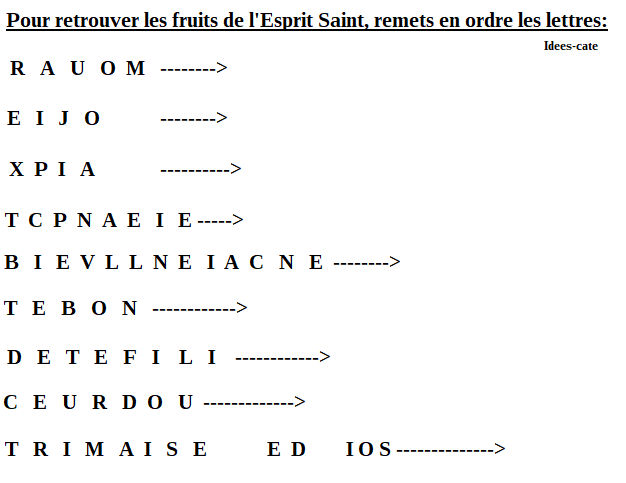 Pour retrouver les fruits de l'Esprit Saint, remets en ordre les lettres:
Idees-cate
R A U O M -------->
E I J O -------->
X P I A ---------->
T C P N A E I E ----->
B I E V L L N E I A C N E -------->
T E B O N ------------>
D E T E F I L I ------------>
C E U R D O U ------------->
T R I M A I S E E D I O S -------------->